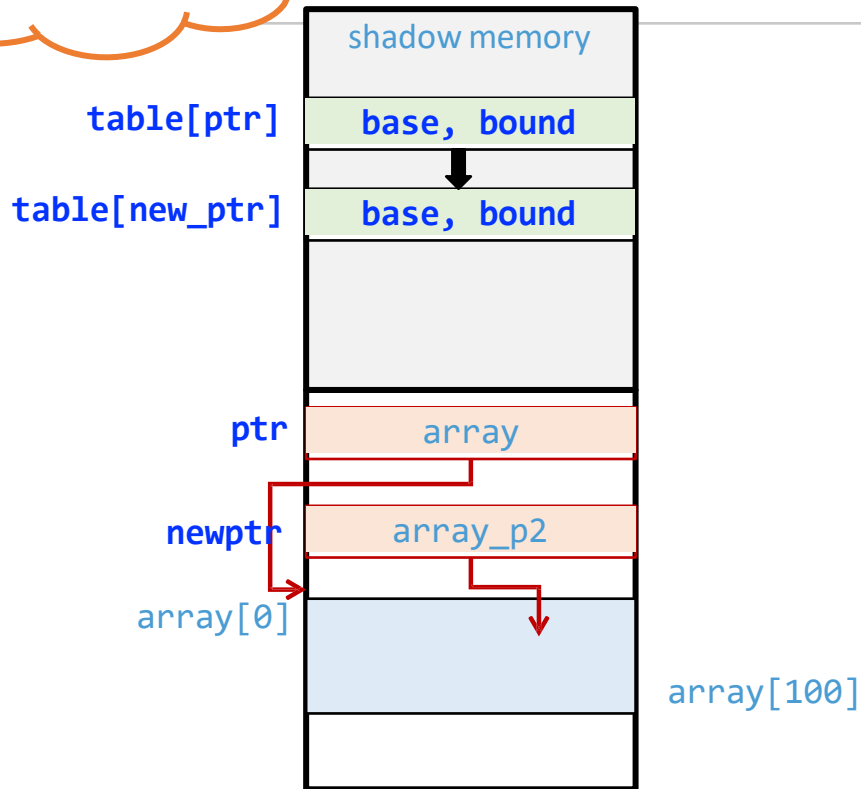 shadow memory
table[ptr] base, bound
table[new_ptr] base, bound
ptr array
newptr array_p2
array[0]
array[100]